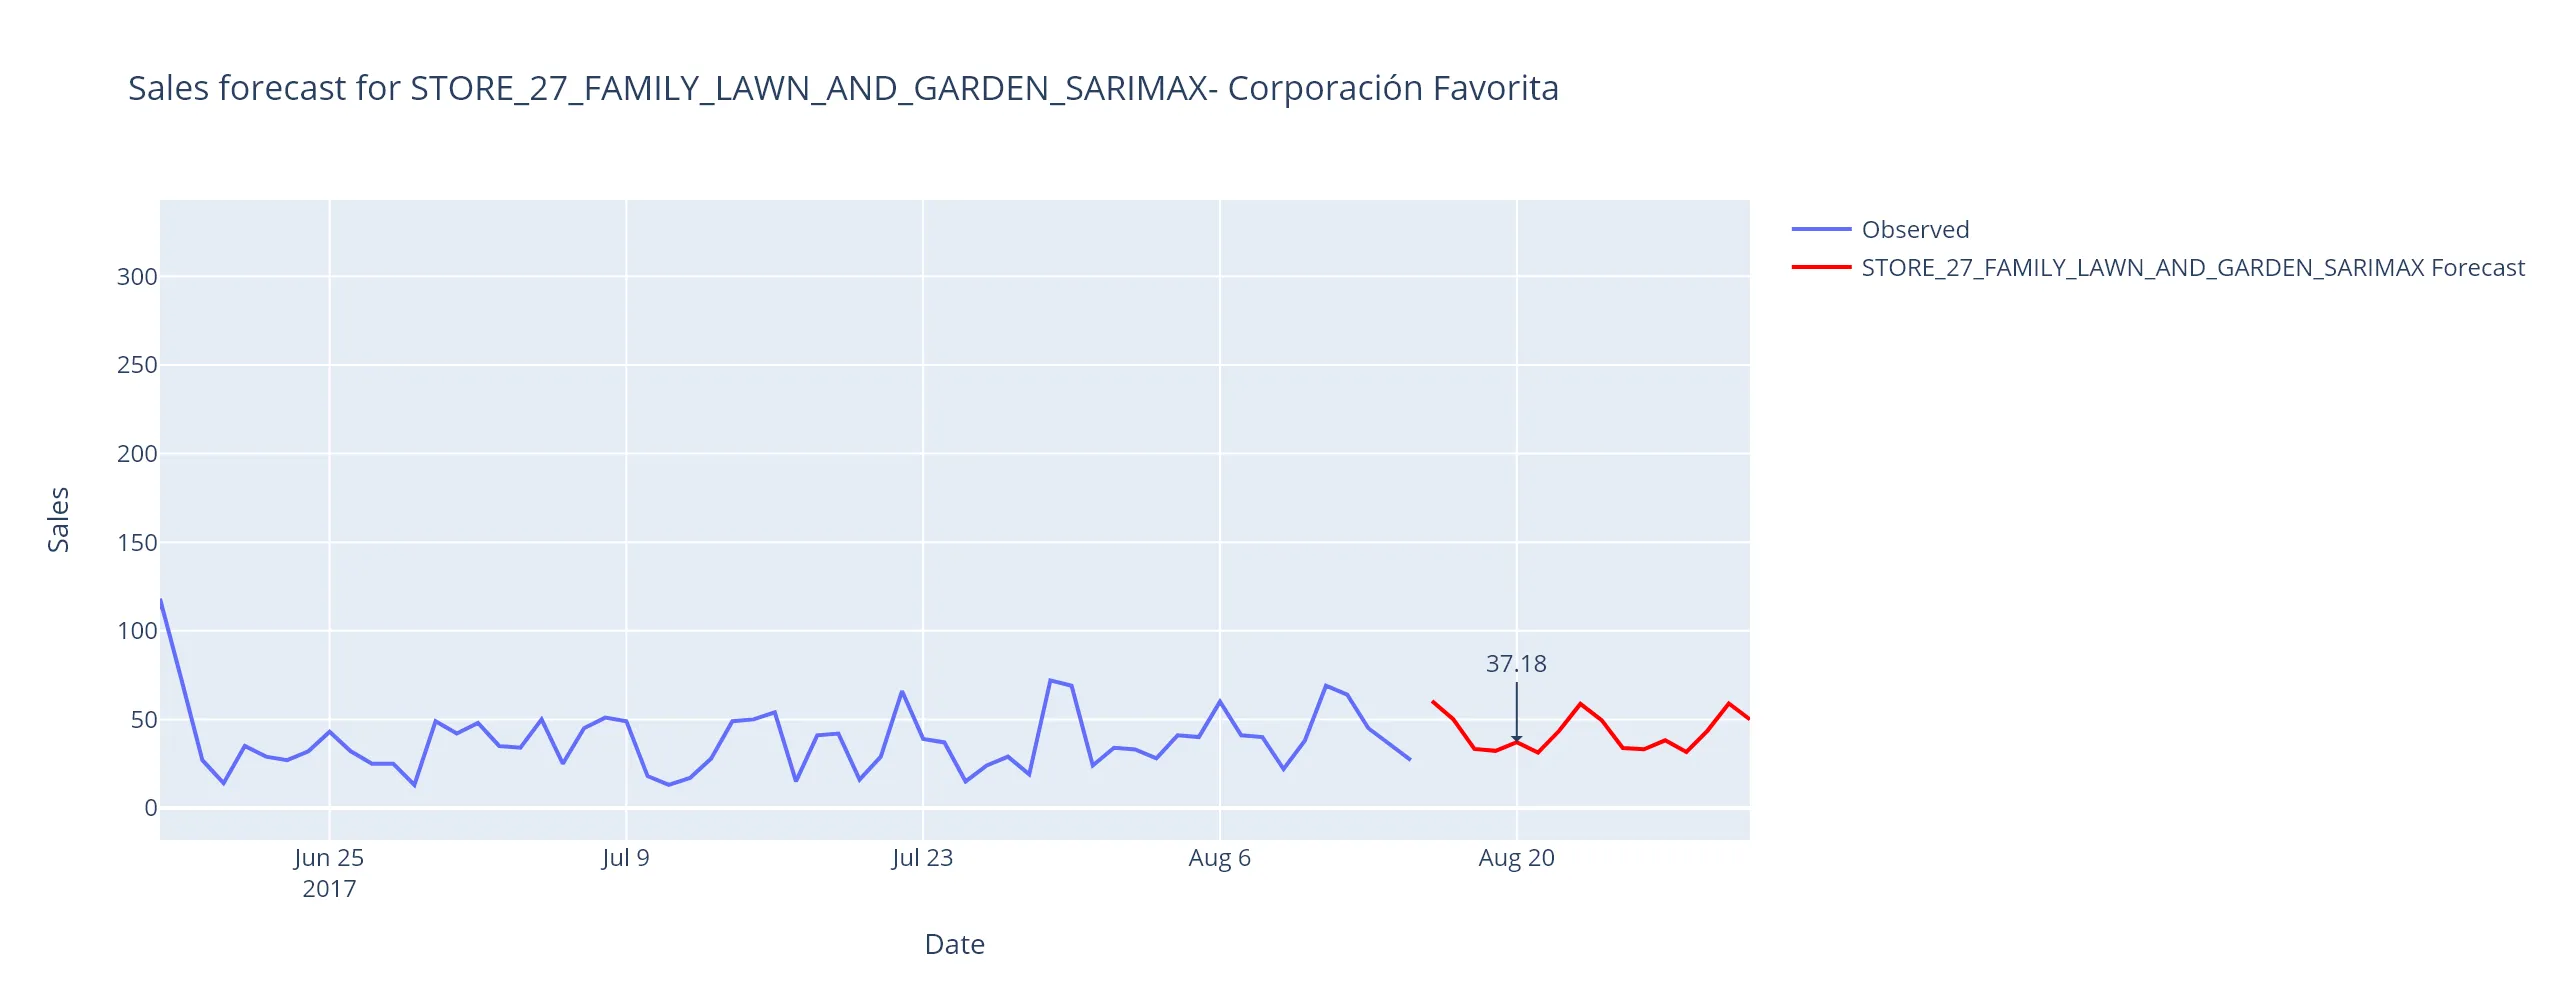 Sales forecast for STORE_27_FAMILY_LAWN_AND_GARDEN_SARIMAX- Corporación Favorita
Observed
STORE_27_FAMILY_LAWN_AND_GARDEN_SARIMAX Forecast
300
250
200
150
100
50
0
Sales
37.18
Jun 25
2017
Jul 9
Jul 23
Aug 6
Aug 20
Date